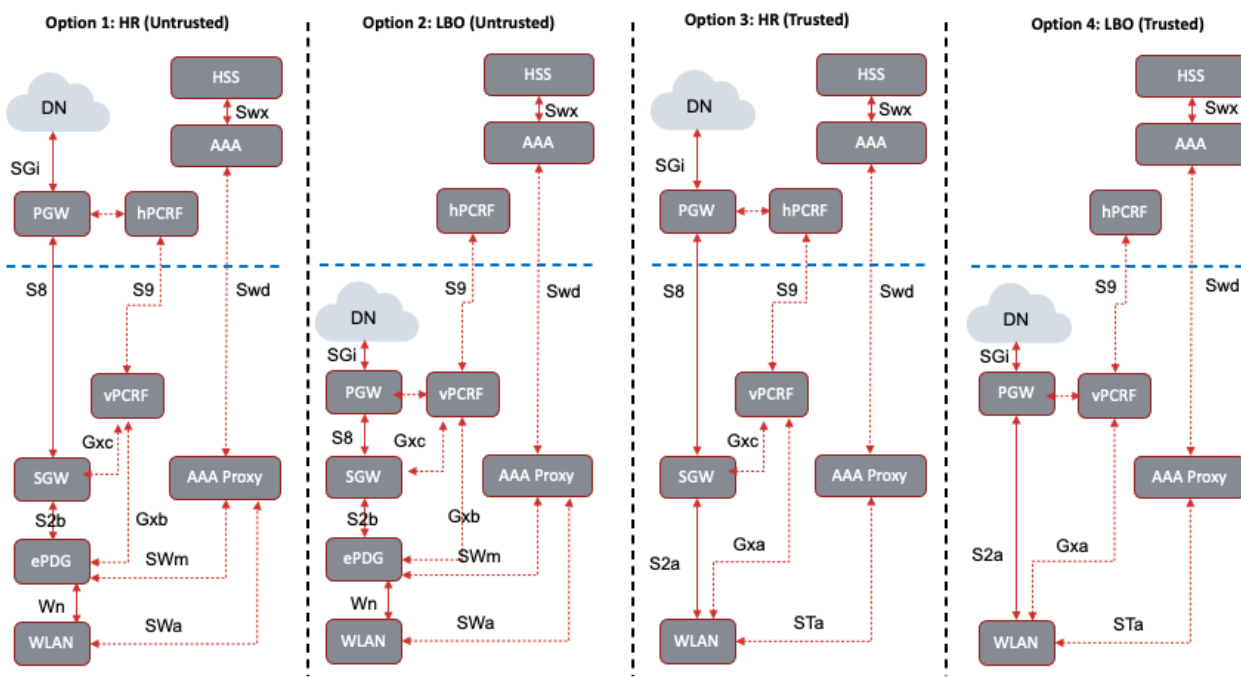 Option 1: HR (Untrusted)
HSS
DN
Swx
AAA
SGi
PGW
hPCRF
S8
S9
Swd
vPCRF
Gxc
SGW
AAA Proxy
S2b
Gxb
ePDG
SWm
Wn
WLAN
SWa
Option 2: LBO (Untrusted)
HSS
Swx
AAA
hPCRF
S9
Swd
DN
SGi
PGW
vPCRF
S8
Gxc
SGW
AAA Proxy
S2b
Gxb
ePDG
SWm
Wn
WLAN
SWa
Option 3: HR (Trusted)
HSS
DN
Swx
AAA
SGi
PGW
hPCRF
S8
S9
Swd
vPCRF
Gxc
SGW
AAA Proxy
Gxa
S2a
WLAN
STa
Option 4: LBO (Trusted)
HSS
Swx
AAA
hPCRF
S9
Swd
DN
SGi
PGW
vPCRF
AAA Proxy
S2a
Gxa
WLAN
STa